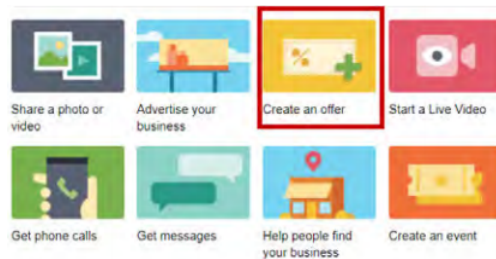 Share a photo or
video
Advertise your
business
Create an offer
Start a Live Video
Get phone calls
Get messages
Help people find
your business
Create an event